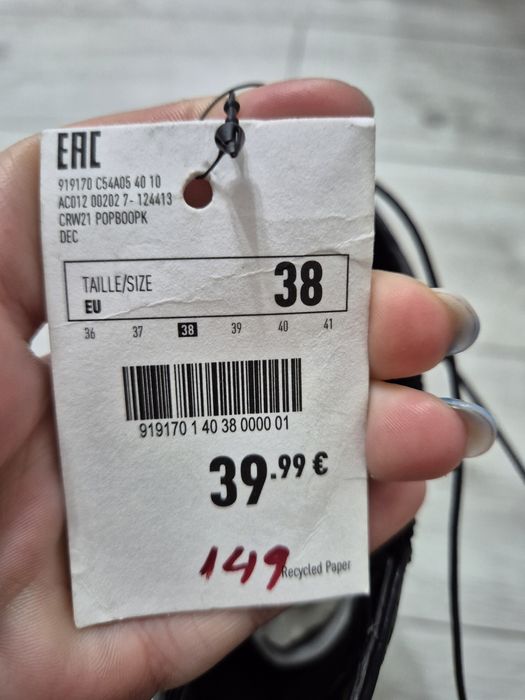 EAC
919170 C54A05 40 10
AC012 00202 7- 124413
CRW21 POPBOOPK
DEC
TAILLE/SIZE 38
EU
36 37 38 39 40 41
919170 1 40 38 0000 01
39.99 €
149
Recycled Paper